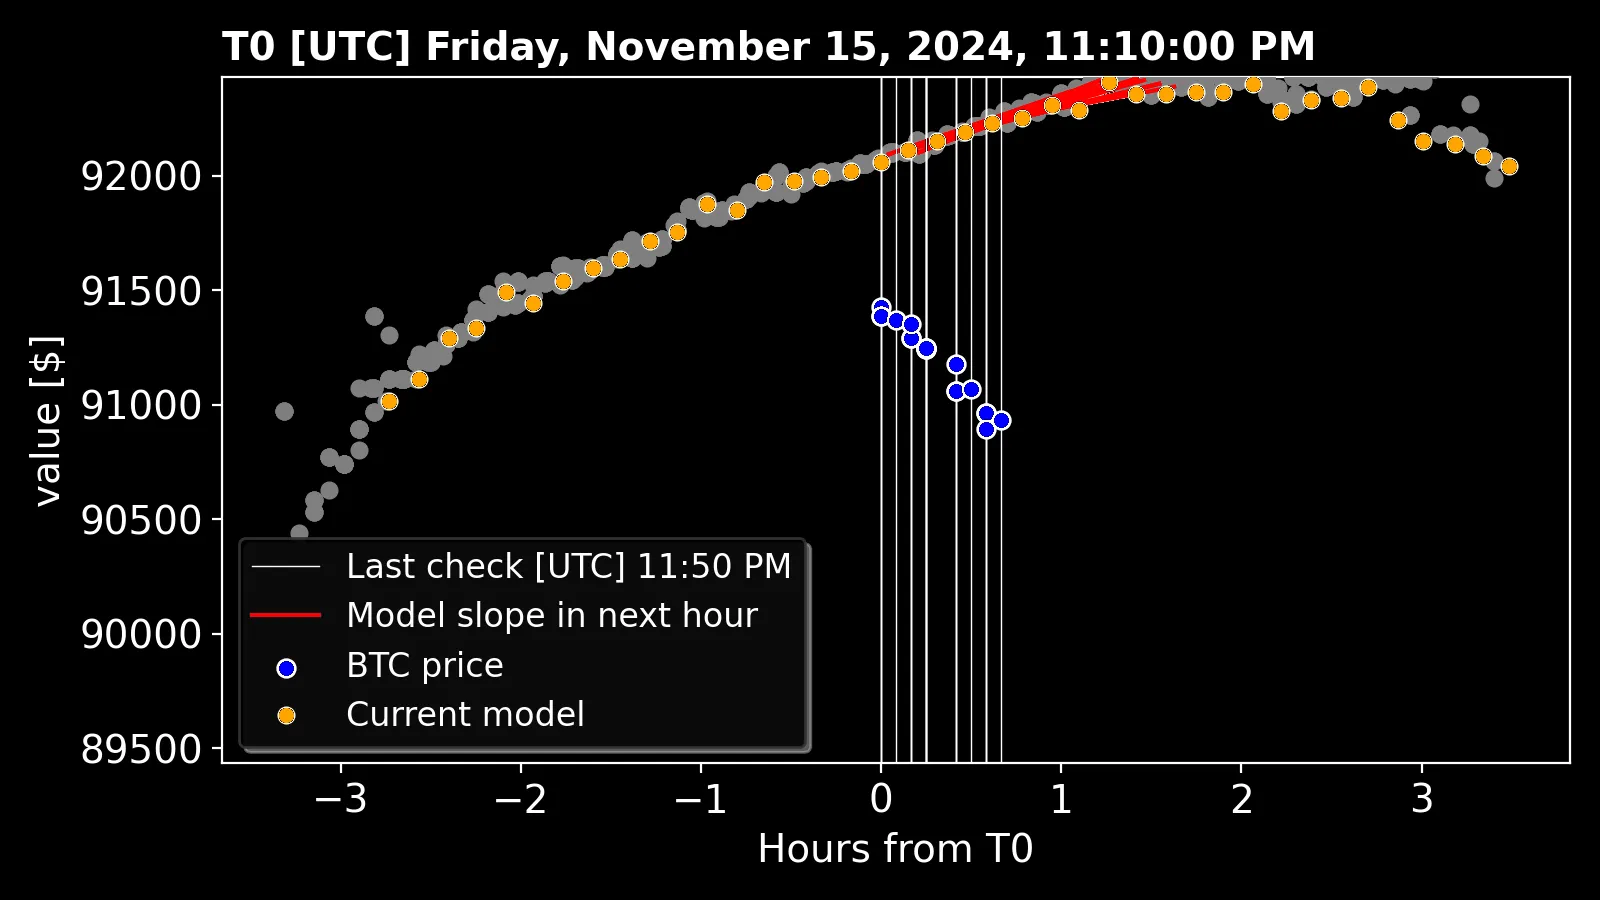 T0 [UTC] Friday, November 15, 2024, 11:10:00 PM
value [$]
92000
91500
91000
90500
90000
89500
Last check [UTC] 11:50 PM
Model slope in next hour
BTC price
Current model
−3 −2 −1 0 1 2 3
Hours from T0